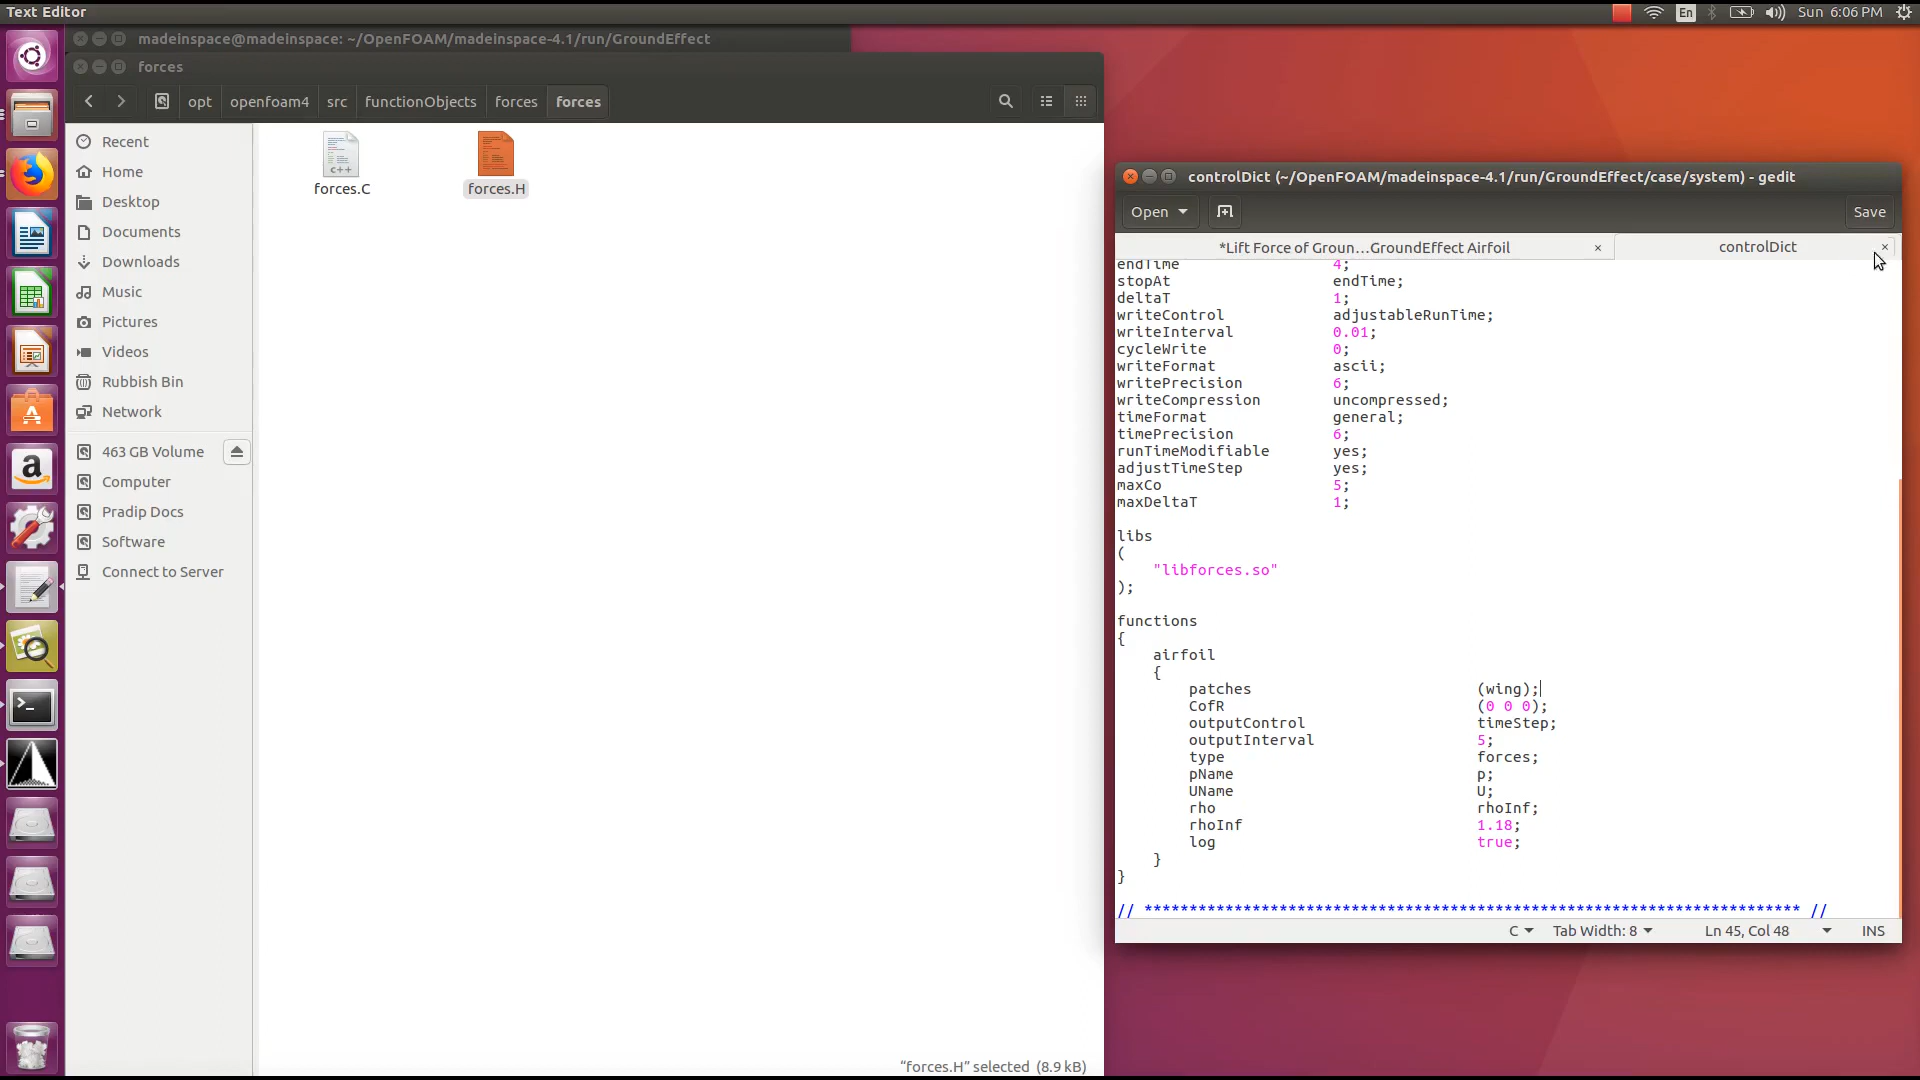 Text Editor
En
Sun 6:06 PM
madeinspace@madeinspace: ~/OpenFOAM/madeinspace-4.1/run/GroundEffect
forces
opt
openfoam4
src
functionObjects
forces
forces
Recent
Home
Desktop
Documents
Downloads
Music
Pictures
Videos
Rubbish Bin
Network
463 GB Volume
Computer
Pradip Docs
Software
Connect to Server
c++
forces.C
forces.H
"forces.H" selected (8.9 kB)
controlDict (~/OpenFOAM/madeinspace-4.1/run/GroundEffect/case/system) - gedit
Open
Save
*Lift Force of Groun…GroundEffect Airfoil
controlDict
endTime 4;
stopAt endTime;
deltaT 1;
writeControl adjustableRunTime;
writeInterval 0.01;
cycleWrite 0;
writeFormat ascii;
writePrecision 6;
writeCompression uncompressed;
timeFormat general;
timePrecision 6;
runTimeModifiable yes;
adjustTimeStep yes;
maxCo 5;
maxDeltaT 1;
libs
(
"libforces.so"
);
functions
{
airfoil
{
patches (wing);
CofR (0 0 0);
outputControl timeStep;
outputInterval 5;
type forces;
pName p;
UName U;
rho rhoInf;
rhoInf 1.18;
log true;
}
}
// ************************************************************************* //
C
Tab Width: 8
Ln 45, Col 48
INS